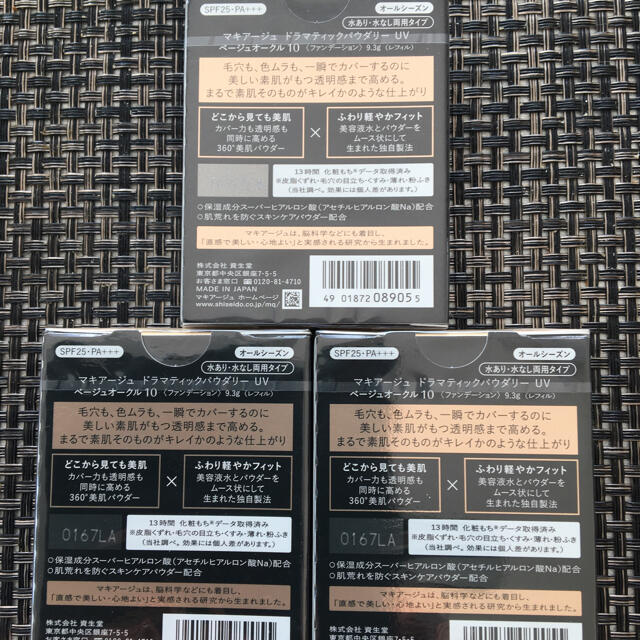 SPF25・PA+++
オールシーズン
水あり・水なし両用タイプ
マキアージュ ドラマティックパウダリー UV
ベージュオークル 10 〈ファンデーション〉 9.3g 〈レフィル〉
毛穴も、色ムラも、一瞬でカバーするのに
美しい素肌がもつ透明感まで高める。
まるで素肌そのものがキレイかのような仕上がり
どこから見ても美肌
カバー力も透明感も
同時に高める
360°美肌パウダー
×
ふわり軽やかフィット
美容液水とパウダーを
ムース状にして
生まれた独自製法
13時間 化粧もち※データ取得済み
※皮脂くずれ・毛穴の目立ち・くすみ・薄れ・粉ふき
（当社調べ。効果には個人差があります。）
○保湿成分スーパーヒアルロン酸（アセチルヒアルロン酸Na）配合
○肌荒れを防ぐスキンケアパウダー配合
マキアージュは、脳科学などにも着目し、
「直感で美しい・心地よい」と実感される研究から生まれました。
株式会社 資生堂
東京都中央区銀座7-5-5
お客さま窓口 0120-81-4710
MADE IN JAPAN
マキアージュ ホームページ
www.shiseido.co.jp/mq/
4901872089055
SPF25・PA+++
オールシーズン
水あり・水なし両用タイプ
マキアージュ ドラマティックパウダリー UV
ベージュオークル 10 〈ファンデーション〉 9.3g 〈レフィル〉
毛穴も、色ムラも、一瞬でカバーするのに
美しい素肌がもつ透明感まで高める。
まるで素肌そのものがキレイかのような仕上がり
どこから見ても美肌
カバー力も透明感も
同時に高める
360°美肌パウダー
×
ふわり軽やかフィット
美容液水とパウダーを
ムース状にして
生まれた独自製法
0167LA
13時間 化粧もち※データ取得済み
※皮脂くずれ・毛穴の目立ち・くすみ・薄れ・粉ふき
（当社調べ。効果には個人差があります。）
○保湿成分スーパーヒアルロン酸（アセチルヒアルロン酸Na）配合
○肌荒れを防ぐスキンケアパウダー配合
マキアージュは、脳科学などにも着目し、
「直感で美しい・心地よい」と実感される研究から生まれました。
株式会社 資生堂
東京都中央区銀座7-5-5
SPF25・PA+++
オールシーズン
水あり・水なし両用タイプ
マキアージュ ドラマティックパウダリー UV
ベージュオークル 10 〈ファンデーション〉 9.3g 〈レフィル〉
毛穴も、色ムラも、一瞬でカバーするのに
美しい素肌がもつ透明感まで高める。
まるで素肌そのものがキレイかのような仕上がり
どこから見ても美肌
カバー力も透明感も
同時に高める
360°美肌パウダー
×
ふわり軽やかフィット
美容液水とパウダーを
ムース状にして
生まれた独自製法
0167LA
13時間 化粧もち※データ取得済み
※皮脂くずれ・毛穴の目立ち・くすみ・薄れ・粉ふき
（当社調べ。効果には個人差があります。）
○保湿成分スーパーヒアルロン酸（アセチルヒアルロン酸Na）配合
○肌荒れを防ぐスキンケアパウダー配合
マキアージュは、脳科学などにも着目し、
「直感で美しい・心地よい」と実感される研究から生まれました。
株式会社 資生堂
東京都中央区銀座7-5-5